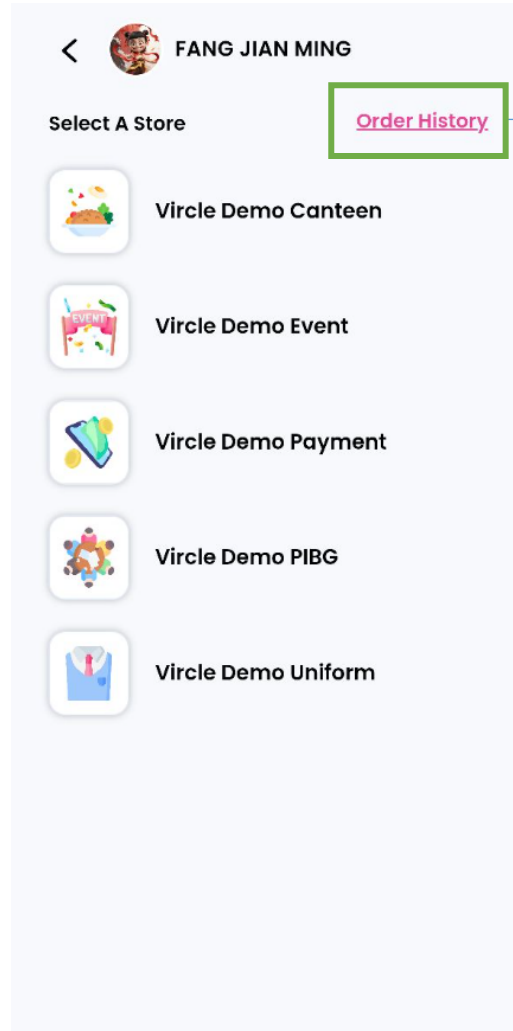 FANG JIAN MING
Select A Store
Order History
Vircle Demo Canteen
EVENT
Vircle Demo Event
Vircle Demo Payment
Vircle Demo PIBG
Vircle Demo Uniform